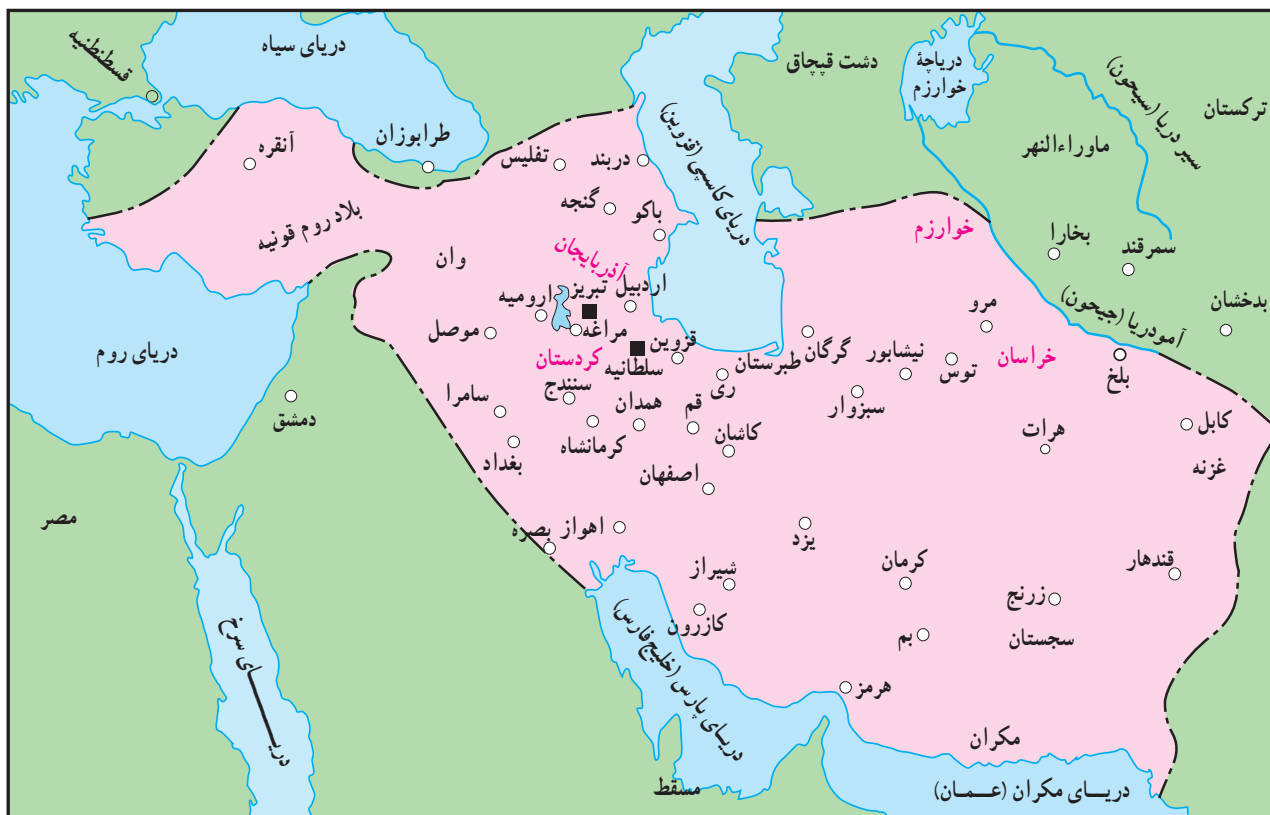 دریای سیاه
قسطنطنیه
دشت قپچاق
دریاچهٔ
خوارزم
سیر دریا (سیحون)
ترکستان
ماوراءالنهر
آنقره
طرابوزان
تفلیس
دربند
دریای کاسپی (قزوین)
گنجه
باکو
بلاد روم قونیه
خوارزم
بخارا
سمرقند
آذربایجان
وان
بدخشان
آمودریا (جیحون)
اردبیل
تبریز
ارومیه
مرو
موصل
مراغه
قزوین
دریای روم
کردستان
سلطانیه
طبرستان
گرگان
نیشابور
توس
خراسان
بلخ
ری
سنندج
سبزوار
سامرا
همدان
قم
دمشق
کاشان
کرمانشاه
هرات
کابل
بغداد
غزنه
اصفهان
مصر
بصره
اهواز
یزد
شیراز
کرمان
قندهار
زرنج
کازرون
بم
سجستان
دریای سرخ
دریای پارس (خلیج‌فارس)
هرمز
مکران
مسقط
دریای مکران (عمان)